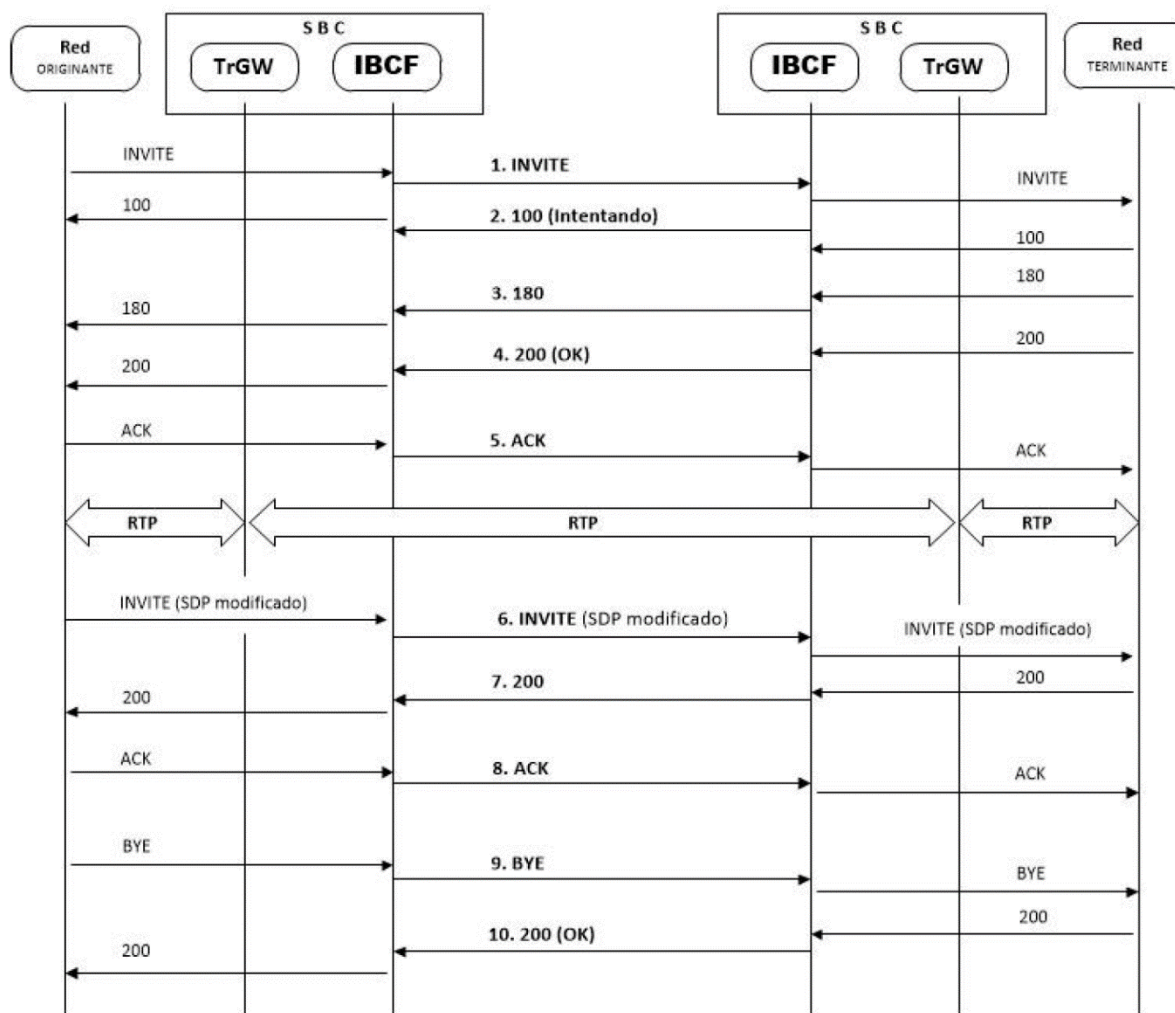 S B C
S B C
Red
ORIGINANTE
TrGW
IBCF
IBCF
TrGW
Red
TERMINANTE
INVITE
1. INVITE
INVITE
100
2. 100 (Intentando)
100
180
3. 180
180
200
4. 200 (OK)
200
ACK
5. ACK
ACK
RTP
RTP
RTP
INVITE (SDP modificado)
6. INVITE (SDP modificado)
INVITE (SDP modificado)
200
7. 200
200
ACK
8. ACK
ACK
BYE
9. BYE
BYE
200
10. 200 (OK)
200